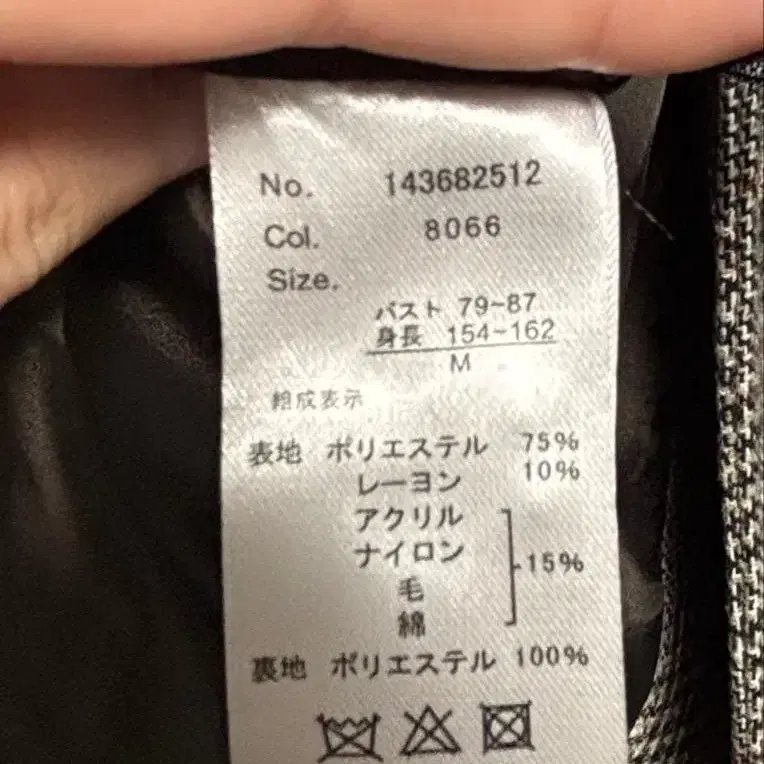 No. 143682512
Col. 8066
Size.
バスト 79~87
身長 154~162
M
組成表示
表地 ポリエステル 75%
レーヨン 10%
アクリル
ナイロン
15%
毛
綿
裏地 ポリエステル 100%